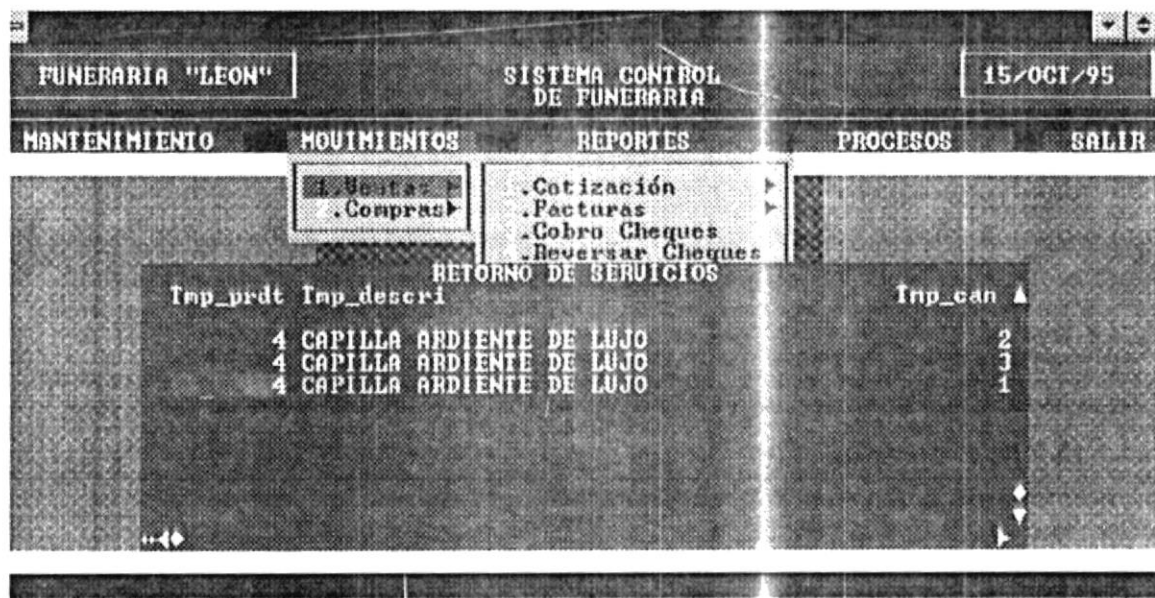 FUNERARIA "LEON" SISTEMA CONTROL 15/OCT/95
DE FUNERARIA
MANTENIMIENTO MOVIMIENTOS REPORTES PROCESOS SALIR
1.Ventas .Cotización
.Compras .Facturas
.Cobro Cheques
.Reversar Cheques
RETORNO DE SERVICIOS
Tmp_prdt Tmp_descri Tmp_can
4 CAPILLA ARDIENTE DE LUJO 2
4 CAPILLA ARDIENTE DE LUJO 3
4 CAPILLA ARDIENTE DE LUJO 1